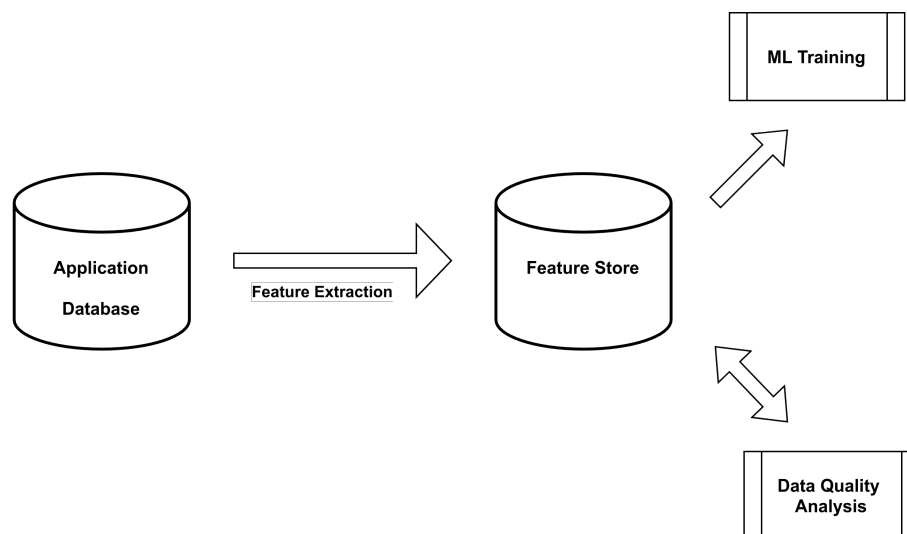 ML Training
Application
Database
Feature Extraction
Feature Store
Data Quality
Analysis